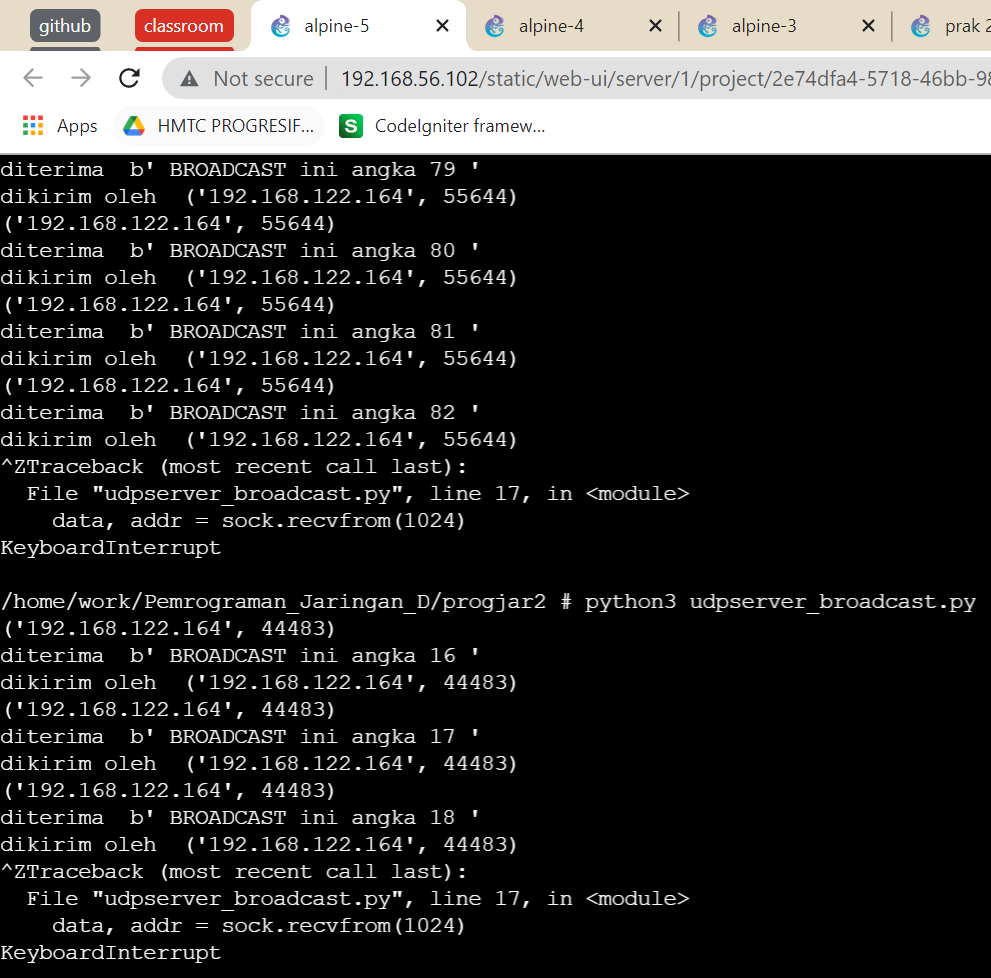 github classroom alpine-5 alpine-4 alpine-3 prak
Not secure 192.168.56.102/static/web-ui/server/1/project/2e74dfa4-5718-46bb-98
Apps HMTC PROGRESIF... CodeIgniter framew...
diterima  b' BROADCAST ini angka 79 '
dikirim oleh  ('192.168.122.164', 55644)
('192.168.122.164', 55644)
diterima  b' BROADCAST ini angka 80 '
dikirim oleh  ('192.168.122.164', 55644)
('192.168.122.164', 55644)
diterima  b' BROADCAST ini angka 81 '
dikirim oleh  ('192.168.122.164', 55644)
('192.168.122.164', 55644)
diterima  b' BROADCAST ini angka 82 '
dikirim oleh  ('192.168.122.164', 55644)
^ZTraceback (most recent call last):
  File "udpserver_broadcast.py", line 17, in <module>
    data, addr = sock.recvfrom(1024)
KeyboardInterrupt
/home/work/Pemrograman_Jaringan_D/progjar2 # python3 udpserver_broadcast.py
('192.168.122.164', 44483)
diterima  b' BROADCAST ini angka 16 '
dikirim oleh  ('192.168.122.164', 44483)
('192.168.122.164', 44483)
diterima  b' BROADCAST ini angka 17 '
dikirim oleh  ('192.168.122.164', 44483)
('192.168.122.164', 44483)
diterima  b' BROADCAST ini angka 18 '
dikirim oleh  ('192.168.122.164', 44483)
^ZTraceback (most recent call last):
  File "udpserver_broadcast.py", line 17, in <module>
    data, addr = sock.recvfrom(1024)
KeyboardInterrupt